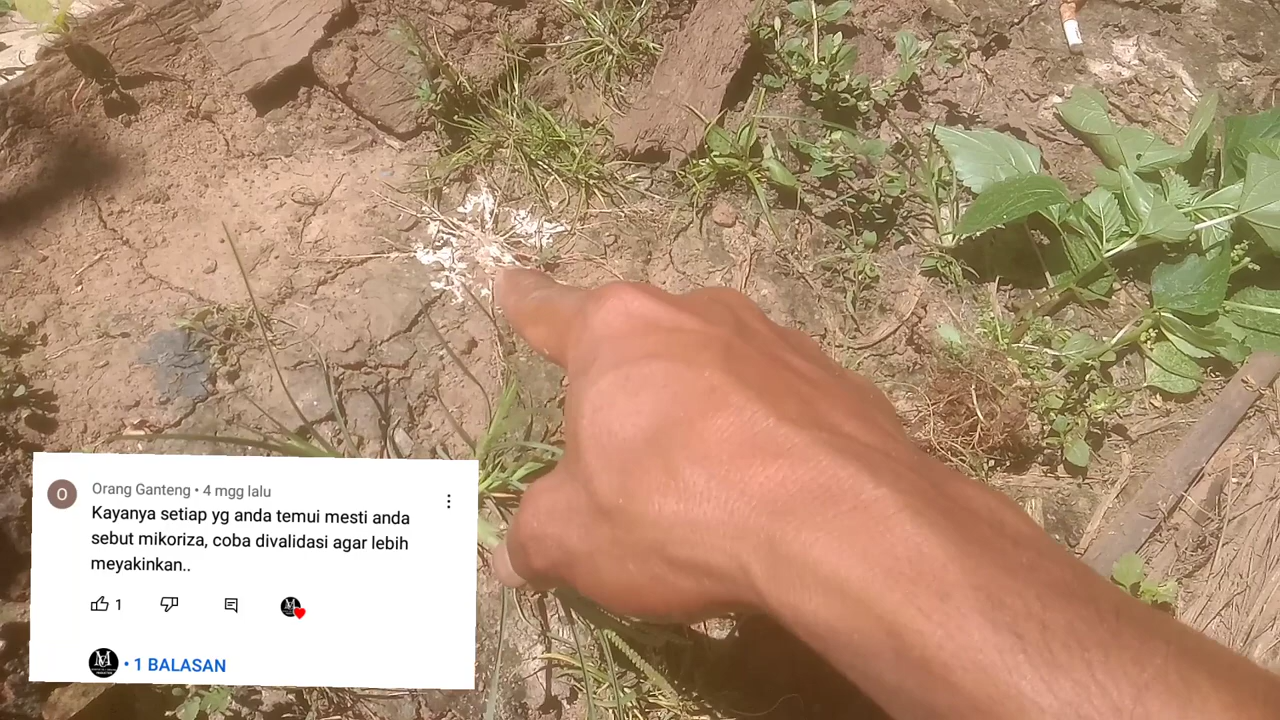 O
Orang Ganteng • 4 mgg lalu
Kayanya setiap yg anda temui mesti anda
sebut mikoriza, coba divalidasi agar lebih
meyakinkan..
1
• 1 BALASAN